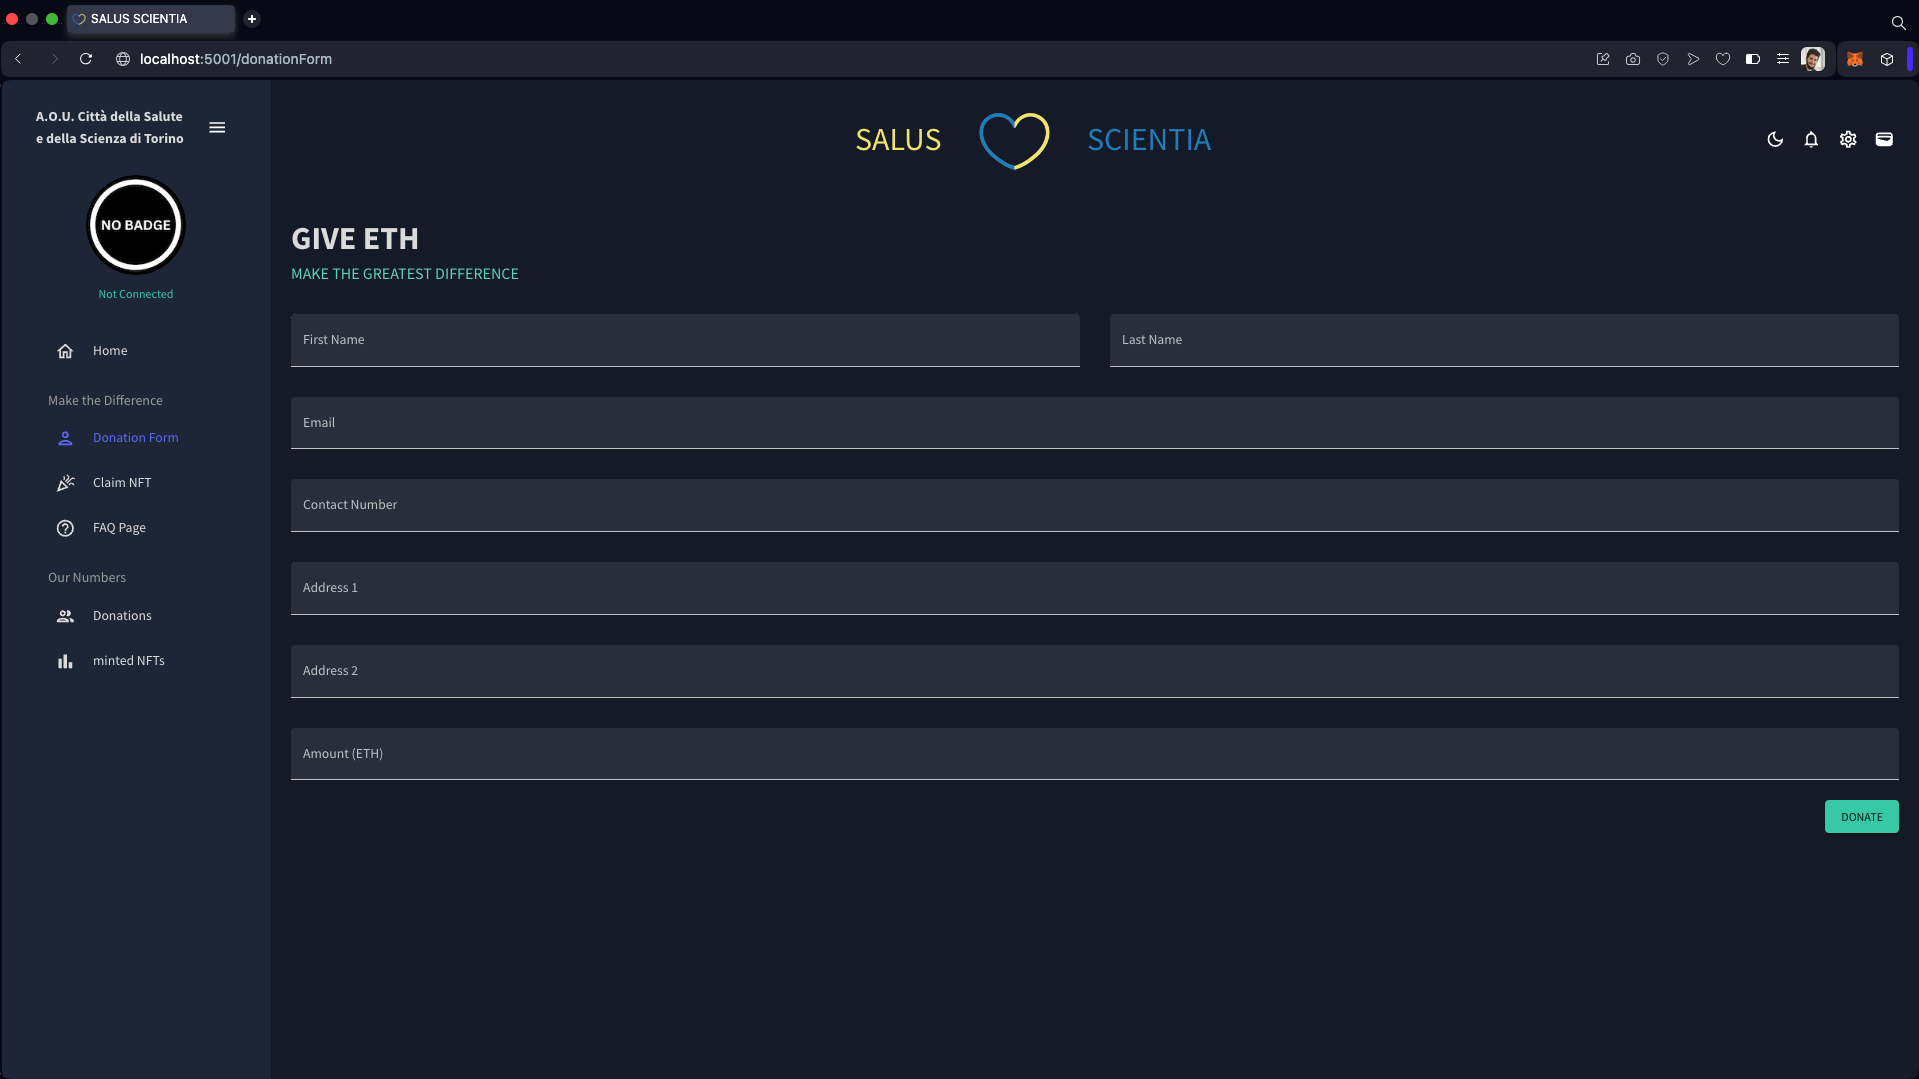 SALUS SCIENTIA
localhost:5001/donationForm
A.O.U. Città della Salute
e della Scienza di Torino
NO BADGE
Not Connected
Home
Make the Difference
Donation Form
Claim NFT
FAQ Page
Our Numbers
Donations
minted NFTs
SALUS SCIENTIA
GIVE ETH
MAKE THE GREATEST DIFFERENCE
First Name
Last Name
Email
Contact Number
Address 1
Address 2
Amount (ETH)
DONATE